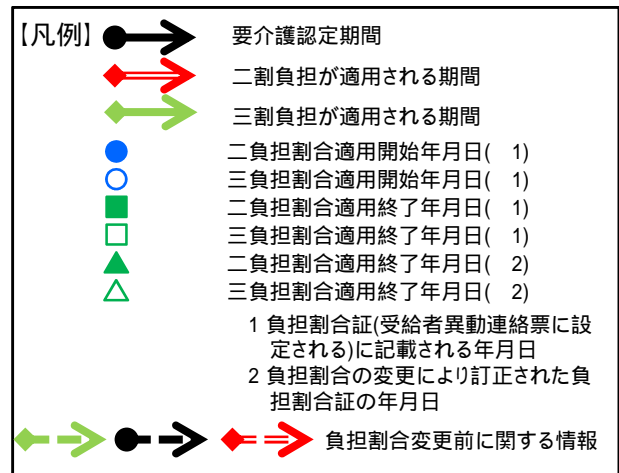 【凡例】 要介護認定期間
二割負担が適用される期間
三割負担が適用される期間
二負担割合適用開始年月日( 1)
三負担割合適用開始年月日( 1)
二負担割合適用終了年月日( 1)
三負担割合適用終了年月日( 1)
二負担割合適用終了年月日( 2)
三負担割合適用終了年月日( 2)
1 負担割合証(受給者異動連絡票に設
定される)に記載される年月日
2 負担割合の変更により訂正された負
担割合証の年月日
負担割合変更前に関する情報